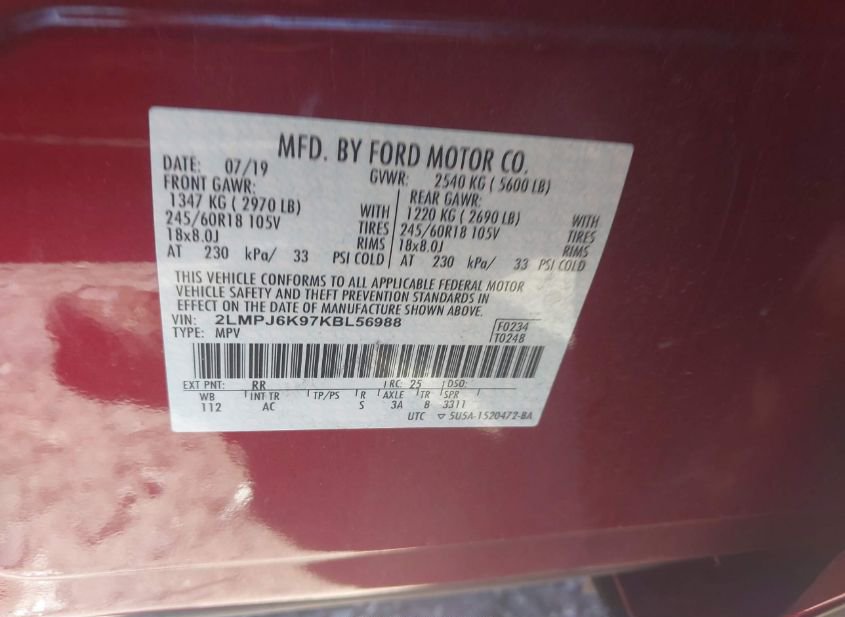 MFD. BY FORD MOTOR CO.
DATE: 07/19 GVWR: 2540 KG ( 5600 LB)
FRONT GAWR: REAR GAWR:
1347 KG ( 2970 LB) WITH 1220 KG ( 2690 LB) WITH
245/60R18 105V TIRES 245/60R18 105V TIRES
18x8.0J RIMS 18x8.0J RIMS
AT 230 kPa/ 33 PSI COLD AT 230 kPa/ 33 PSI COLD
THIS VEHICLE CONFORMS TO ALL APPLICABLE FEDERAL MOTOR
VEHICLE SAFETY AND THEFT PREVENTION STANDARDS IN
EFFECT ON THE DATE OF MANUFACTURE SHOWN ABOVE.
VIN: 2LMPJ6K97KBL56988 F0234
TYPE: MPV T0248
EXT PNT: RR RC: 25 DSO:
WB INT TR TP/PS R AXLE TR SPR
112 AC S 3A 8 3311
UTC ▽ 5U5A-1520472-BA